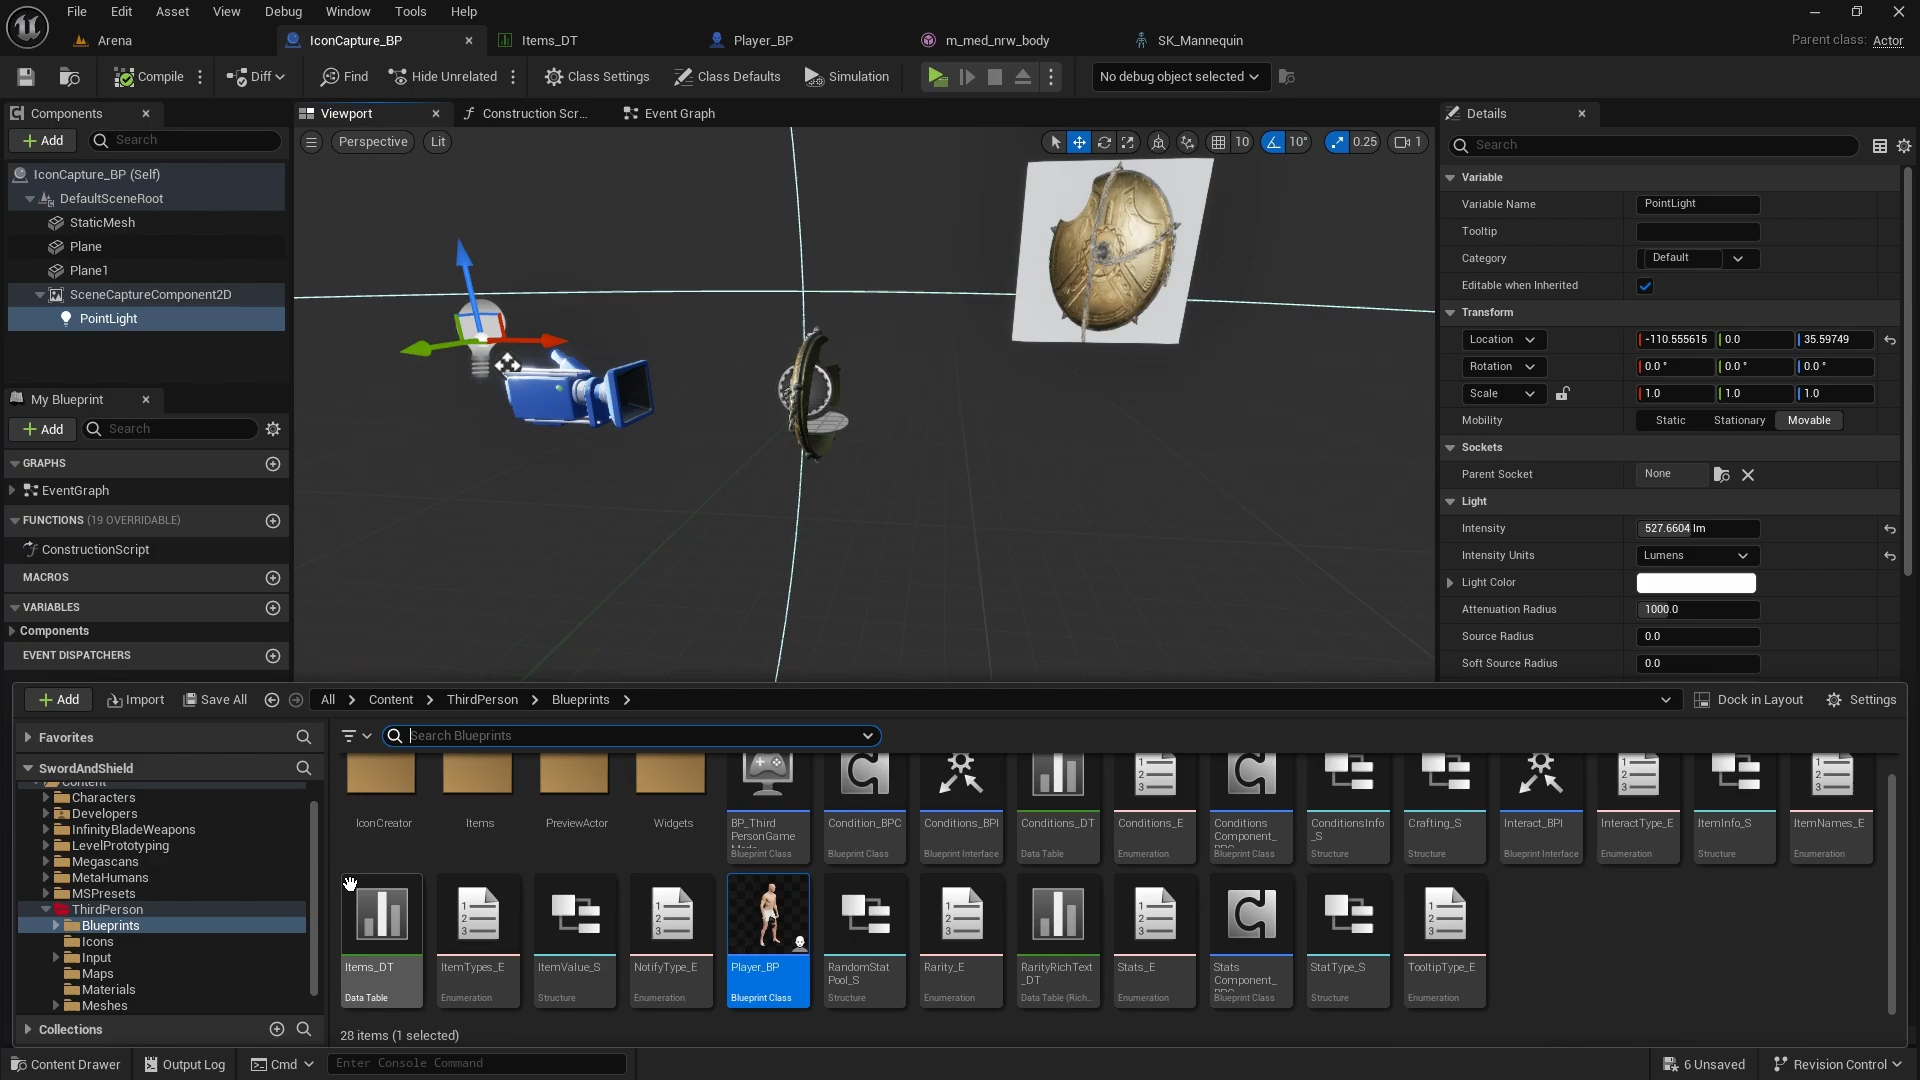 File Edit Asset View Debug Window Tools Help
Arena IconCapture_BP Items_DT Player_BP m_med_nrw_body SK_Mannequin Parent class: Actor
Compile Diff Find Hide Unrelated Class Settings Class Defaults Simulation No debug object selected
Components
Add Search
IconCapture_BP (Self)
DefaultSceneRoot
StaticMesh
Plane
Plane1
SceneCaptureComponent2D
PointLight
My Blueprint
Add Search
GRAPHS
EventGraph
FUNCTIONS (19 OVERRIDABLE)
ConstructionScript
MACROS
VARIABLES
Components
EVENT DISPATCHERS
Viewport Construction Scr... Event Graph
Perspective Lit 10 10° 0.25 1
Details
Search
Variable
Variable Name PointLight
Tooltip
Category Default
Editable when Inherited
Transform
Location -110.555615 0.0 35.59749
Rotation 0.0 ° 0.0 ° 0.0 °
Scale 1.0 1.0 1.0
Mobility Static Stationary Movable
Sockets
Parent Socket None
Light
Intensity 527.6604 lm
Intensity Units Lumens
Light Color
Attenuation Radius 1000.0
Source Radius 0.0
Soft Source Radius 0.0
Add Import Save All All Content ThirdPerson Blueprints Dock in Layout Settings
Favorites
SwordAndShield
Content
Characters
Developers
InfinityBladeWeapons
LevelPrototyping
Megascans
MetaHumans
MSPresets
ThirdPerson
Blueprints
Icons
Input
Maps
Materials
Meshes
Collections
Search Blueprints
IconCreator
Items
PreviewActor
Widgets
BP_Third
PersonGame
Blueprint Class
Condition_BPC
Blueprint Class
Conditions_BPI
Blueprint Interface
Conditions_DT
Data Table
Conditions_E
Enumeration
Conditions
Component_
Blueprint Class
ConditionsInfo
_S
Structure
Crafting_S
Structure
Interact_BPI
Blueprint Interface
InteractType_E
Enumeration
ItemInfo_S
Structure
ItemNames_E
Enumeration
Items_DT
Data Table
ItemTypes_E
Enumeration
ItemValue_S
Structure
NotifyType_E
Enumeration
Player_BP
Blueprint Class
RandomStat
Pool_S
Structure
Rarity_E
Enumeration
RarityRichText
_DT
Data Table (Rich...
Stats_E
Enumeration
Stats
Component_
Blueprint Class
StatType_S
Structure
TooltipType_E
Enumeration
28 items (1 selected)
Content Drawer Output Log Cmd Enter Console Command 6 Unsaved Revision Control